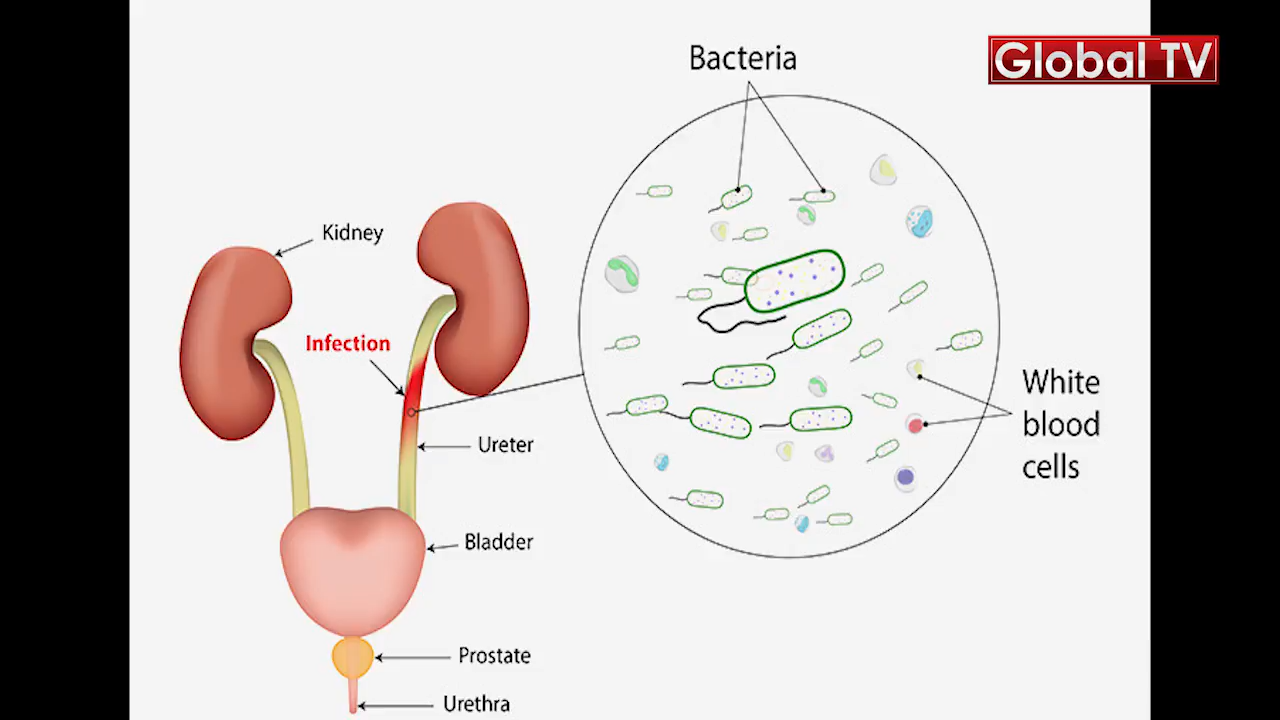 Global TV
Bacteria
Kidney
Infection
White
blood
cells
Ureter
Bladder
Prostate
Urethra